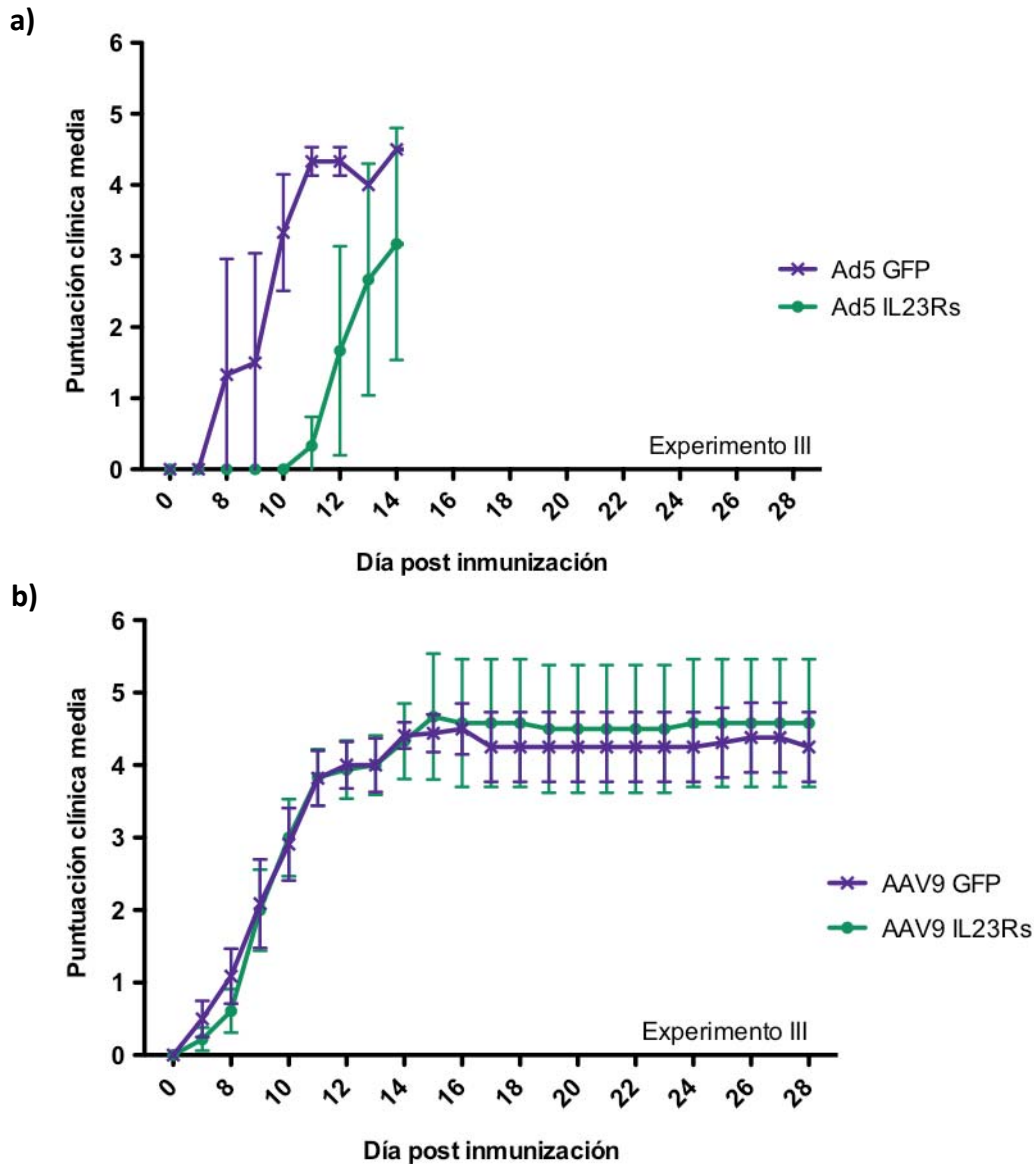 a)
6
5
4
3
2
1
0
Puntuación clínica media
Ad5 GFP
Ad5 IL23Rs
Experimento III
0 8 10 12 14 16 18 20 22 24 26 28
Día post inmunización
b)
6
5
4
3
2
1
0
Puntuación clínica media
AAV9 GFP
AAV9 IL23Rs
Experimento III
0 8 10 12 14 16 18 20 22 24 26 28
Día post inmunización